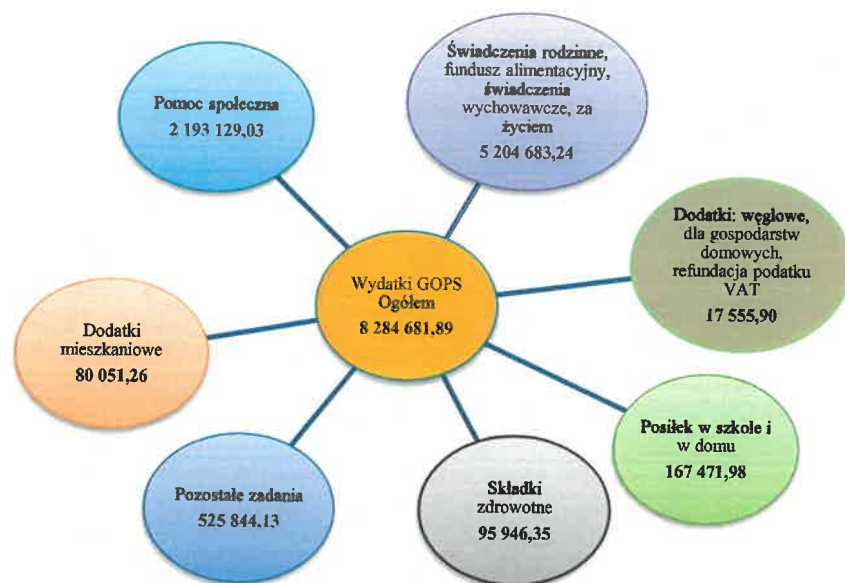 Świadczenia rodzinne,
fundusz alimentacyjny,
świadczenia
wychowawcze, za
życiem
5 204 683,24
Pomoc społeczna
2 193 129,03
Dodatki: węglowe,
dla gospodarstw
domowych,
refundacja podatku
VAT
17 555,90
Wydatki GOPS
Ogółem
8 284 681,89
Dodatki
mieszkaniowe
80 051,26
Posiłek w szkole i
w domu
167 471,98
Pozostałe zadania
525 844,13
Składki
zdrowotne
95 946,35